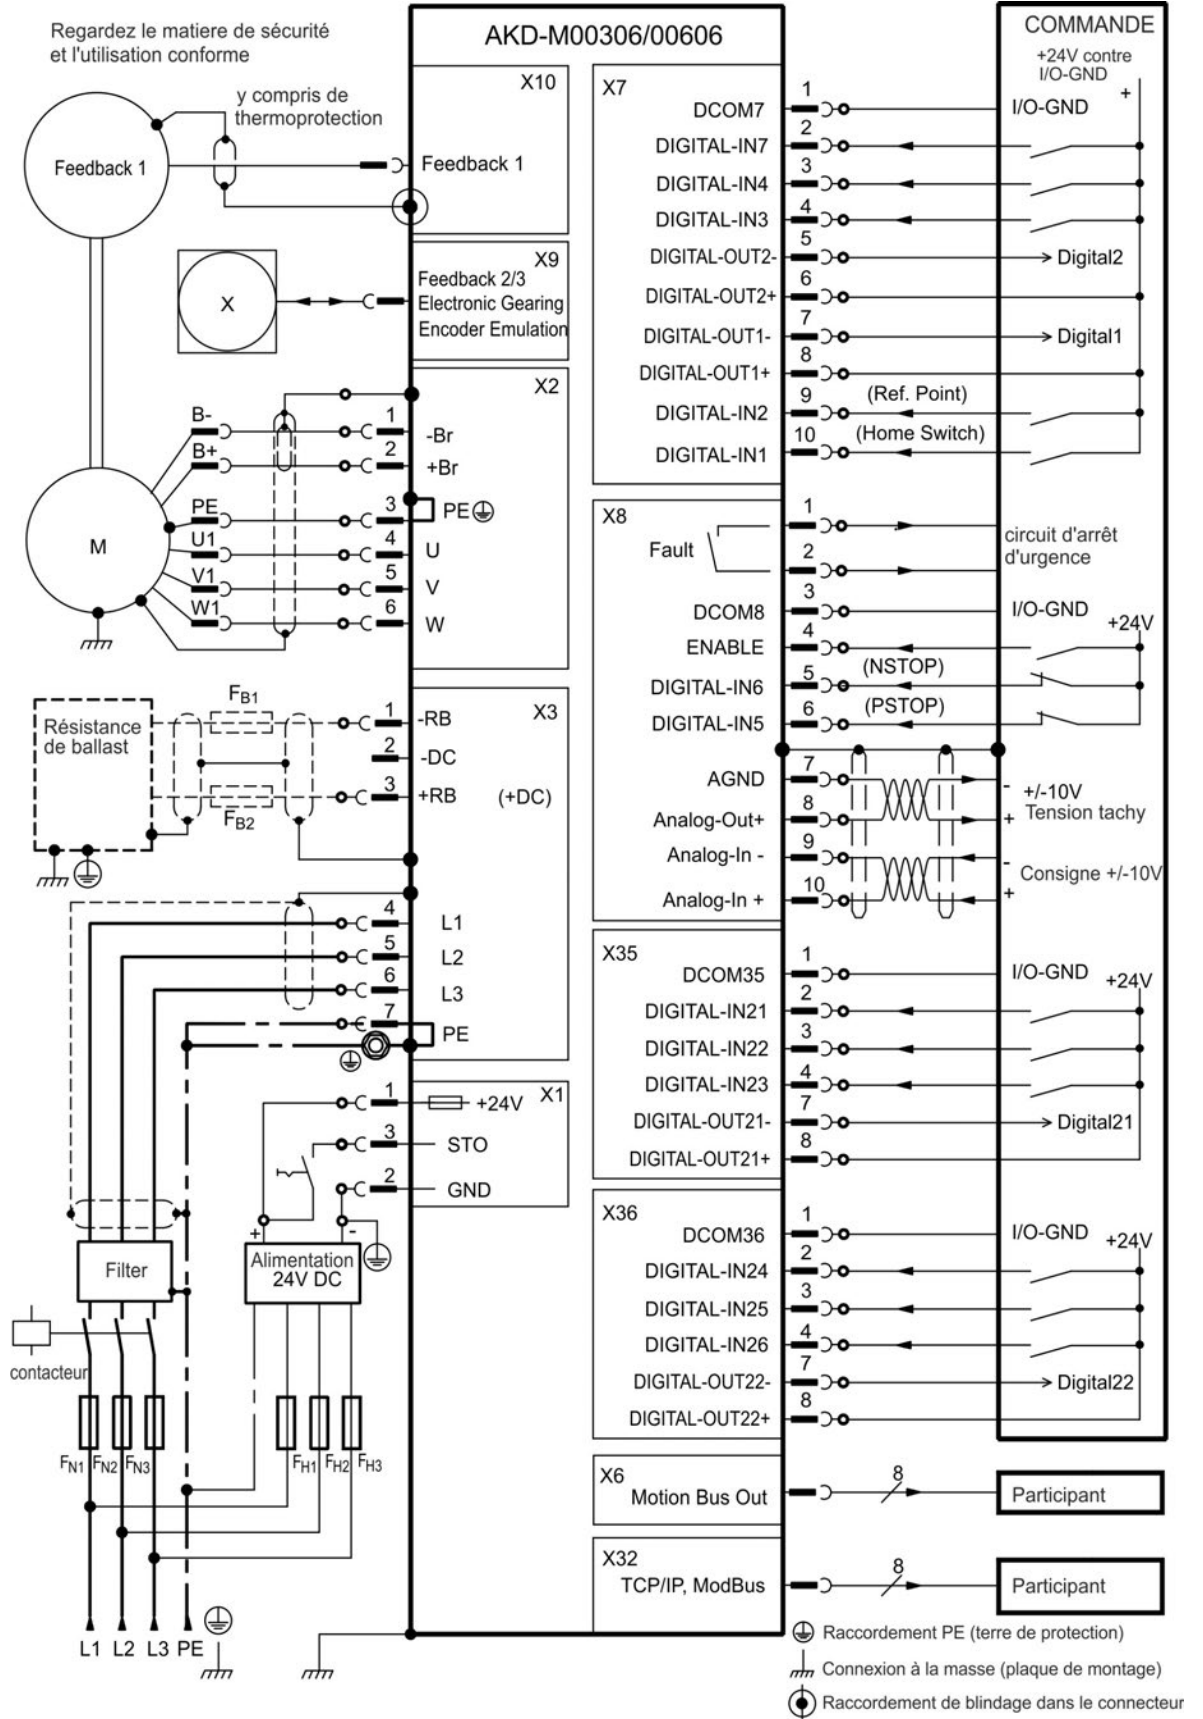 Regardez le matiere de sécurité
et l'utilisation conforme
AKD-M00306/00606
COMMANDE
+24V contre
I/O-GND
+
X10
y compris de
thermoprotection
Feedback 1
Feedback 1
X9
Feedback 2/3
Electronic Gearing
Encoder Emulation
X
X2
B-
1
-Br
B+
2
+Br
PE
3
PE
U1
4
U
V1
5
V
W1
6
W
M
X3
Résistance
de ballast
FB1
1
-RB
2
-DC
3
+RB
(+DC)
FB2
4
L1
5
L2
6
L3
7
PE
X1
1
+24V
3
STO
2
GND
+
-
Alimentation
24V DC
Filter
contacteur
FN1
FN2
FN3
FH1
FH2
FH3
L1
L2
L3
PE
X7
DCOM7
1
I/O-GND
DIGITAL-IN7
2
DIGITAL-IN4
3
DIGITAL-IN3
4
DIGITAL-OUT2-
5
Digital2
DIGITAL-OUT2+
6
DIGITAL-OUT1-
7
Digital1
DIGITAL-OUT1+
8
DIGITAL-IN2
9
(Ref. Point)
DIGITAL-IN1
10
(Home Switch)
X8
Fault
1
2
circuit d'arrêt
d'urgence
DCOM8
3
I/O-GND
+24V
ENABLE
4
DIGITAL-IN6
5
(NSTOP)
DIGITAL-IN5
6
(PSTOP)
AGND
7
-
+/-10V
Tension tachy
Analog-Out+
8
+
Analog-In -
9
-
Consigne +/-10V
Analog-In +
10
+
X35
DCOM35
1
I/O-GND
+24V
DIGITAL-IN21
2
DIGITAL-IN22
3
DIGITAL-IN23
4
DIGITAL-OUT21-
7
Digital21
DIGITAL-OUT21+
8
X36
DCOM36
1
I/O-GND
+24V
DIGITAL-IN24
2
DIGITAL-IN25
3
DIGITAL-IN26
4
DIGITAL-OUT22-
7
Digital22
DIGITAL-OUT22+
8
X6
Motion Bus Out
8
Participant
X32
TCP/IP, ModBus
8
Participant
Raccordement PE (terre de protection)
Connexion à la masse (plaque de montage)
Raccordement de blindage dans le connecteur